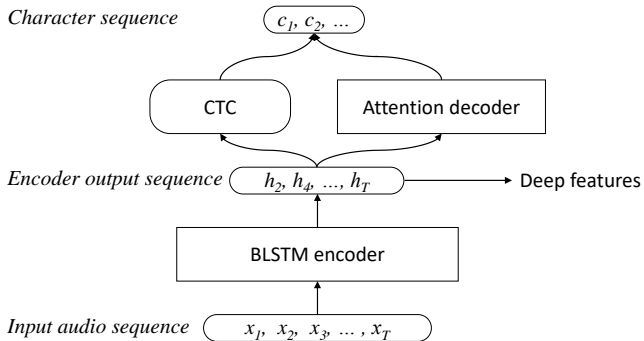 Character sequence c1, c2, ...
CTC Attention decoder
Encoder output sequence h2, h4, ..., hT Deep features
BLSTM encoder
Input audio sequence x1, x2, x3, ... , xT